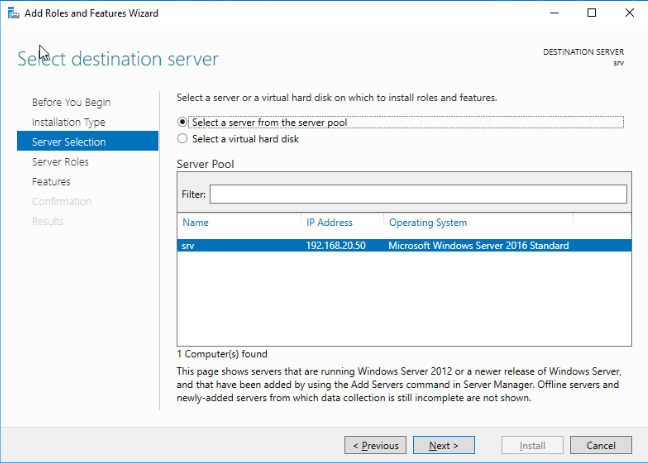 Add Roles and Features Wizard
Select destination server
DESTINATION SERVER
srv
Before You Begin
Installation Type
Server Selection
Server Roles
Features
Confirmation
Results
Select a server or a virtual hard disk on which to install roles and features.
Select a server from the server pool
Select a virtual hard disk
Server Pool
Filter:
Name IP Address Operating System
srv 192.168.20.50 Microsoft Windows Server 2016 Standard
1 Computer(s) found
This page shows servers that are running Windows Server 2012 or a newer release of Windows Server,
and that have been added by using the Add Servers command in Server Manager. Offline servers and
newly-added servers from which data collection is still incomplete are not shown.
< Previous Next > Install Cancel